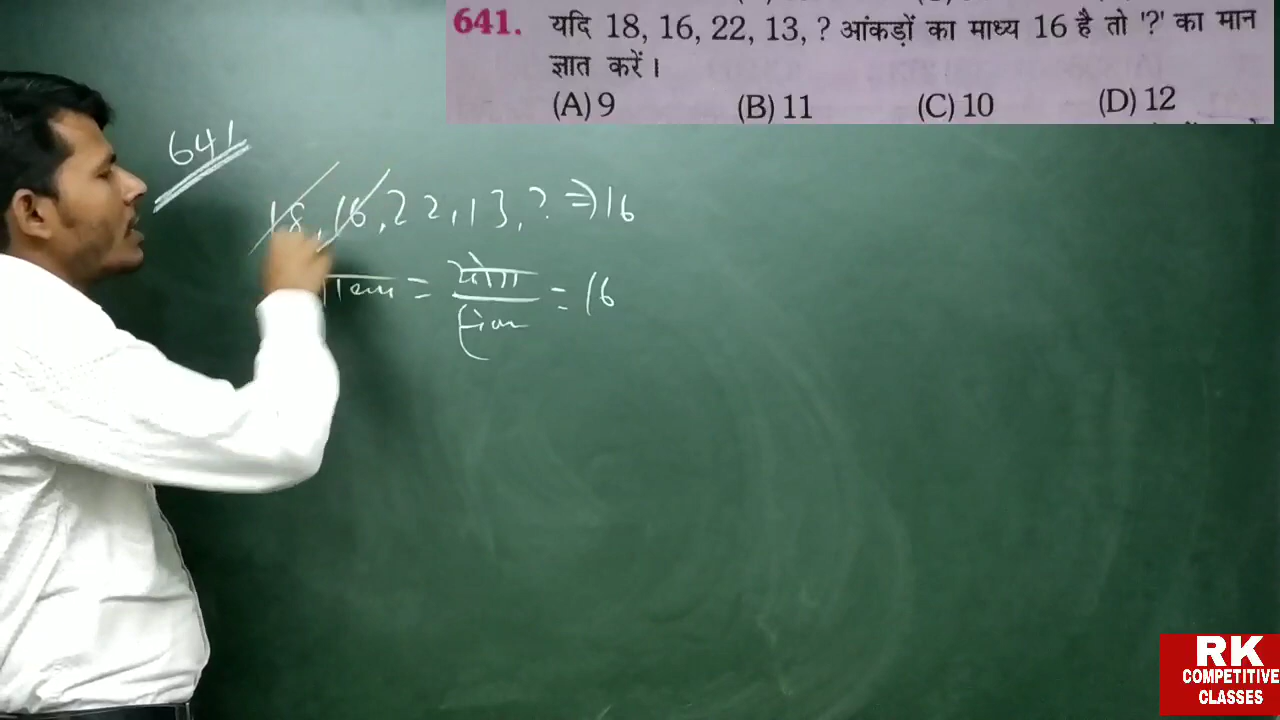 641. यदि 18, 16, 22, 13, ? आंकड़ों का माध्य 16 है तो '?' का मान
ज्ञात करें।
(A) 9 (B) 11 (C) 10 (D) 12
641
18, 16, 22, 13, ? ⇒ 16
= योग = 16
RK
COMPETITIVE
CLASSES